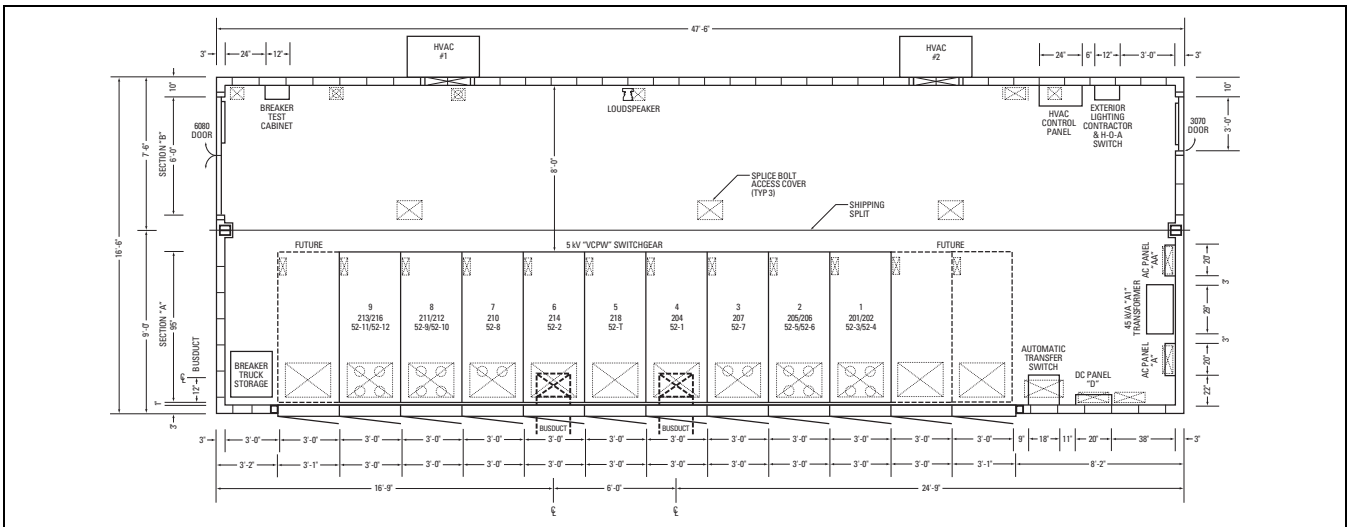 47'-6"
3"
24"
12"
HVAC
#1
HVAC
#2
24"
6"
12"
3'-0"
3"
10"
BREAKER
TEST
CABINET
LOUDSPEAKER
HVAC
CONTROL
PANEL
EXTERIOR
LIGHTING
CONTRACTOR
& H-O-A
SWITCH
10"
3'-0"
6080
DOOR
3070
DOOR
16'-6"
7'-6"
SECTION "B"
6'-0"
8'-0"
SPLICE BOLT
ACCESS COVER
(TYP 3)
SHIPPING
SPLIT
FUTURE
5 kV "VCPW" SWITCHGEAR
FUTURE
9'-0"
SECTION "A"
95"
BUSDUCT
℄
12"
1"
3"
9
213/216
52-11/52-12
8
211/212
52-9/52-10
7
210
52-8
6
214
52-2
5
218
52-T
4
204
52-1
3
207
52-7
2
205/206
52-5/52-6
1
201/202
52-3/52-4
AC PANEL
"AA"
45 kVA "A1"
TRANSFORMER
AC PANEL
"A"
20"
3"
29"
3"
20"
22"
BREAKER
TRUCK
STORAGE
AUTOMATIC
TRANSFER
SWITCH
DC PANEL
"D"
BUSDUCT
BUSDUCT
3" 3'-0" 3'-0" 3'-0" 3'-0" 3'-0" 3'-0" 3'-0" 3'-0" 3'-0" 3'-0" 3'-0" 3'-0" 3'-0" 9" 18" 11" 20" 38" 3"
3'-2" 3'-1" 3'-0" 3'-0" 3'-0" 3'-0" 3'-0" 3'-0" 3'-0" 3'-0" 3'-0" 3'-0" 3'-1" 8'-2"
16'-9" 6'-0" 24'-9"
℄ ℄